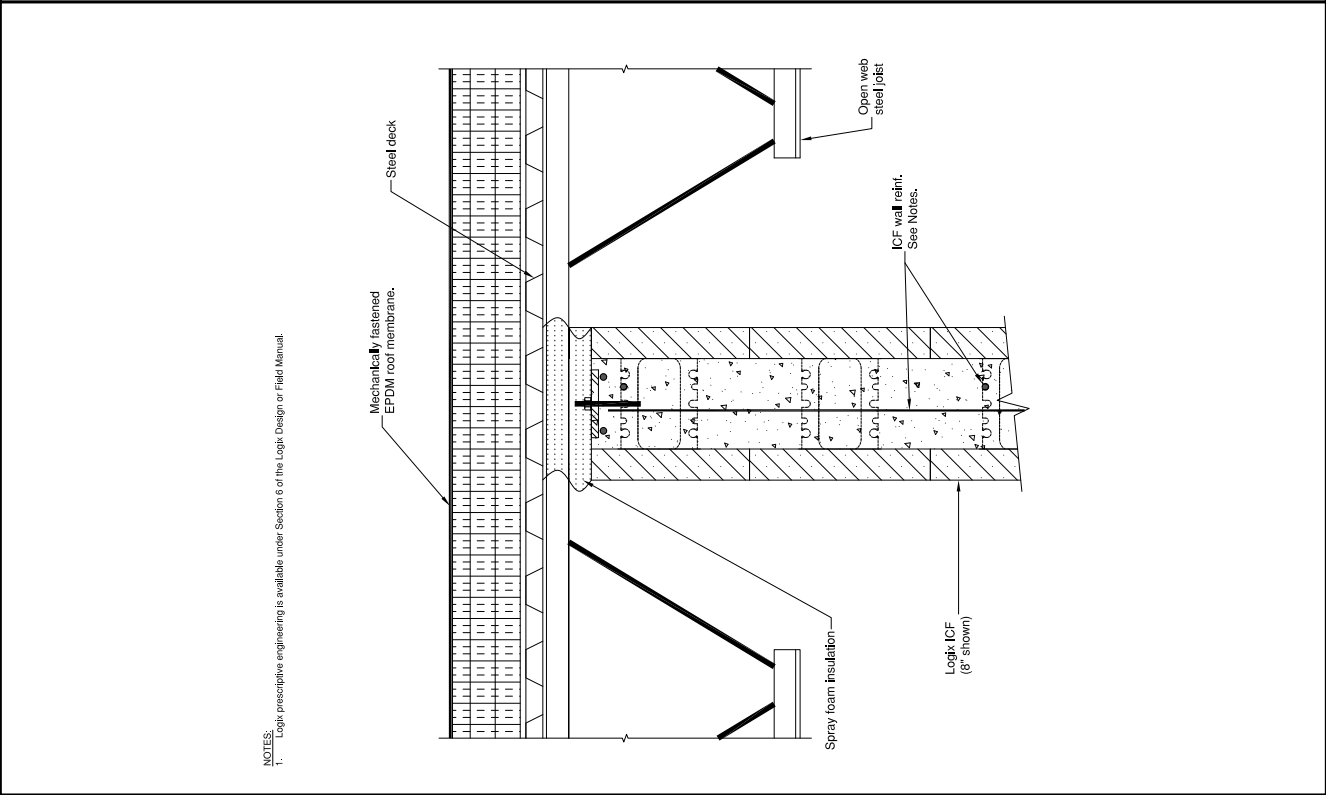 NOTES:
1. Logix prescriptive engineering is available under Section 6 of the Logix Design or Field Manual.
Mechanically fastened
EPDM roof membrane.
Steel deck
Open web
steel joist
ICF wall reinf.
See Notes.
Spray foam insulation
Logix ICF
(8" shown)